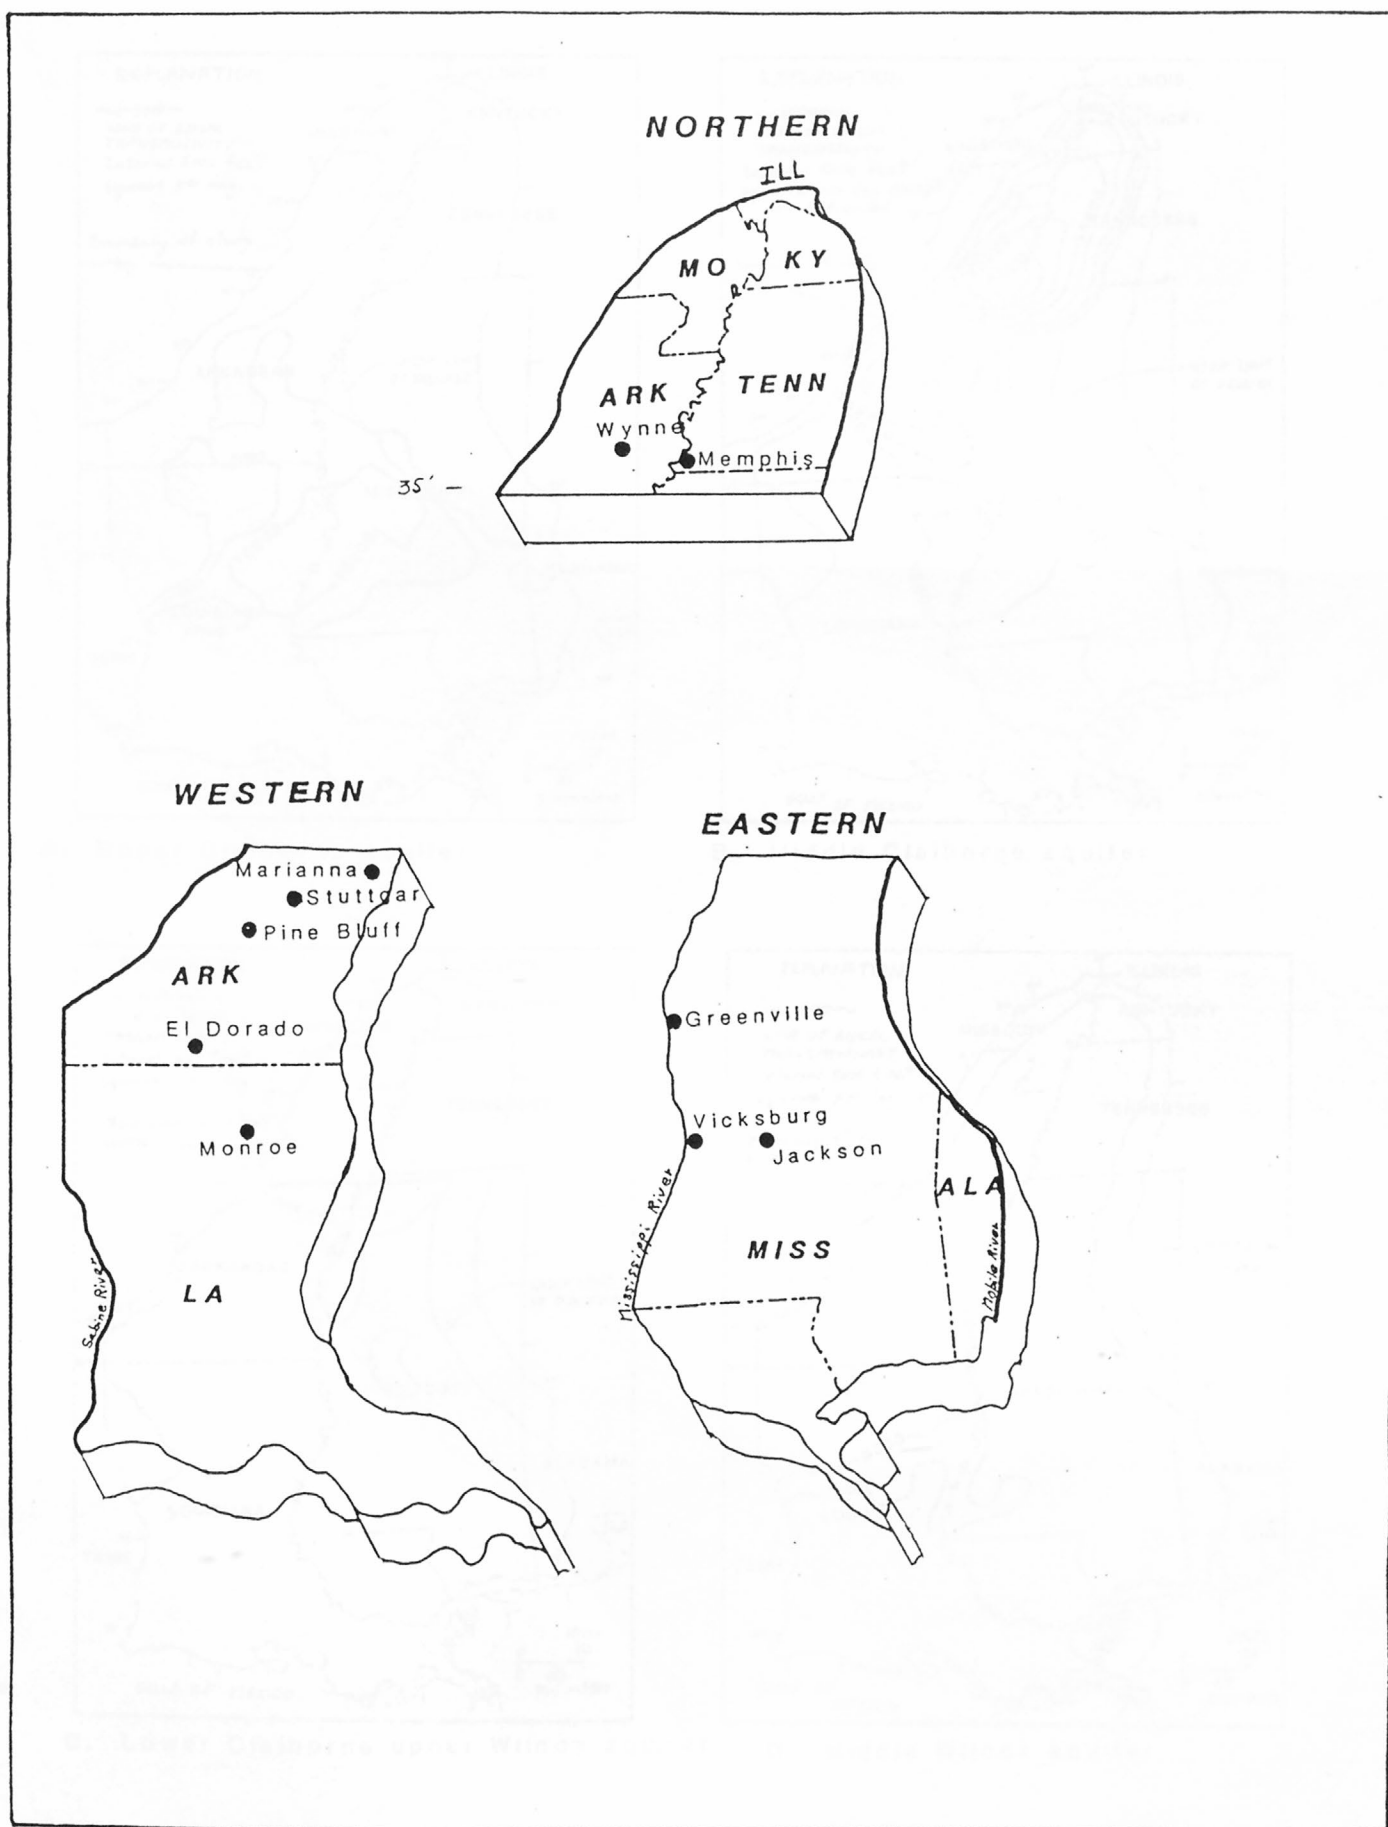 NORTHERN
ILL
MO
KY
ARK
TENN
Wynne
Memphis
35' —
WESTERN
Marianna
Stuttgar
Pine Bluff
ARK
El Dorado
Monroe
LA
Sabine River
EASTERN
Greenville
Vicksburg
Jackson
Mississippi River
ALA
MISS
Mobile River